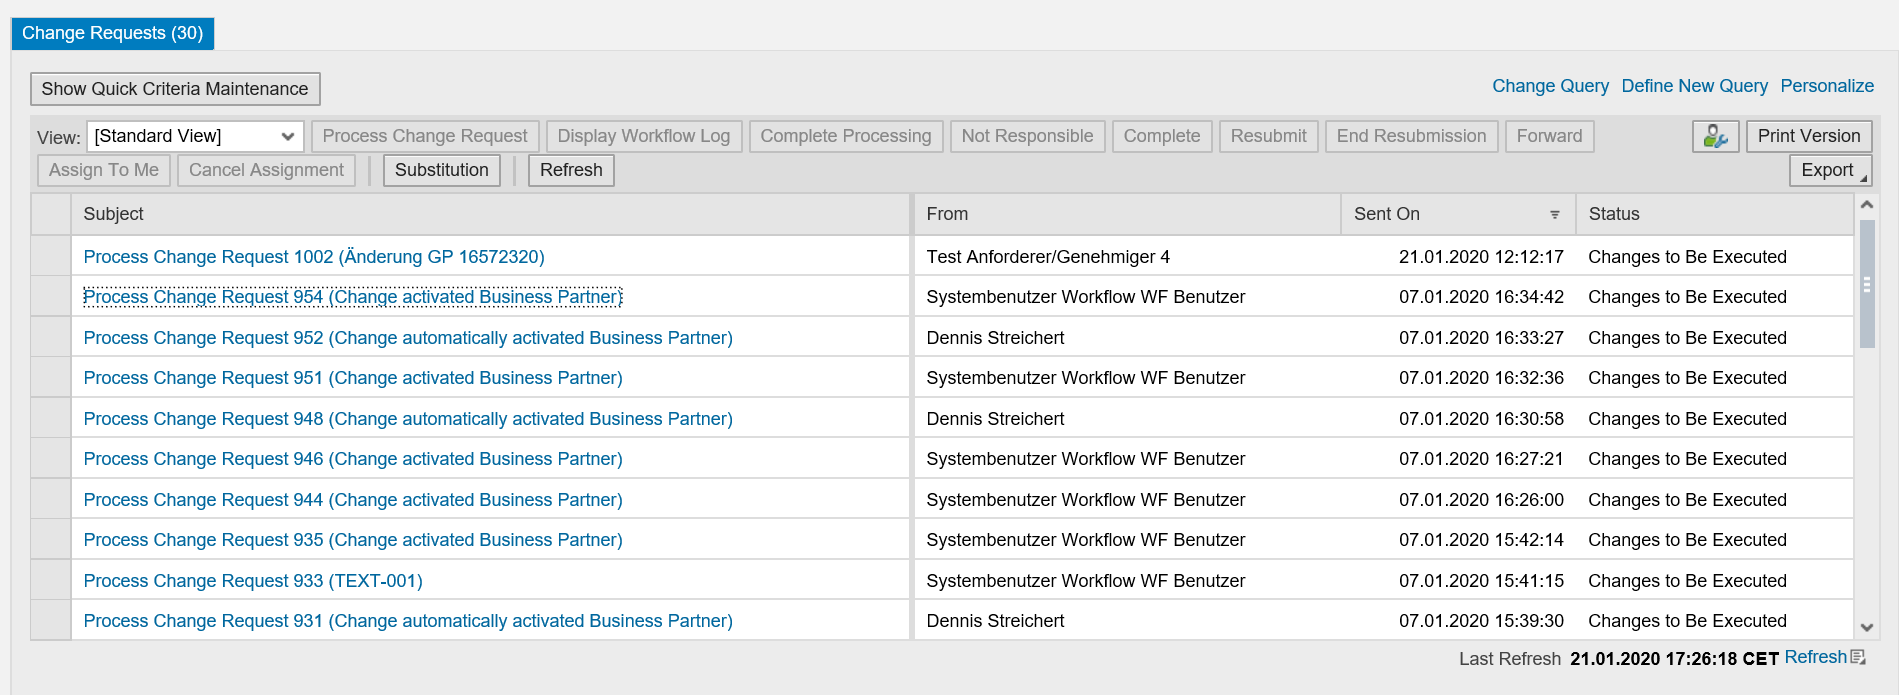 Change Requests (30)
Show Quick Criteria Maintenance
Change Query Define New Query Personalize
View: [Standard View] Process Change Request Display Workflow Log Complete Processing Not Responsible Complete Resubmit End Resubmission Forward Print Version
Assign To Me Cancel Assignment Substitution Refresh Export
Subject From Sent On Status
Process Change Request 1002 (Änderung GP 16572320) Test Anforderer/Genehmiger 4 21.01.2020 12:12:17 Changes to Be Executed
Process Change Request 954 (Change activated Business Partner) Systembenutzer Workflow WF Benutzer 07.01.2020 16:34:42 Changes to Be Executed
Process Change Request 952 (Change automatically activated Business Partner) Dennis Streichert 07.01.2020 16:33:27 Changes to Be Executed
Process Change Request 951 (Change activated Business Partner) Systembenutzer Workflow WF Benutzer 07.01.2020 16:32:36 Changes to Be Executed
Process Change Request 948 (Change automatically activated Business Partner) Dennis Streichert 07.01.2020 16:30:58 Changes to Be Executed
Process Change Request 946 (Change activated Business Partner) Systembenutzer Workflow WF Benutzer 07.01.2020 16:27:21 Changes to Be Executed
Process Change Request 944 (Change activated Business Partner) Systembenutzer Workflow WF Benutzer 07.01.2020 16:26:00 Changes to Be Executed
Process Change Request 935 (Change activated Business Partner) Systembenutzer Workflow WF Benutzer 07.01.2020 15:42:14 Changes to Be Executed
Process Change Request 933 (TEXT-001) Systembenutzer Workflow WF Benutzer 07.01.2020 15:41:15 Changes to Be Executed
Process Change Request 931 (Change automatically activated Business Partner) Dennis Streichert 07.01.2020 15:39:30 Changes to Be Executed
Last Refresh 21.01.2020 17:26:18 CET Refresh